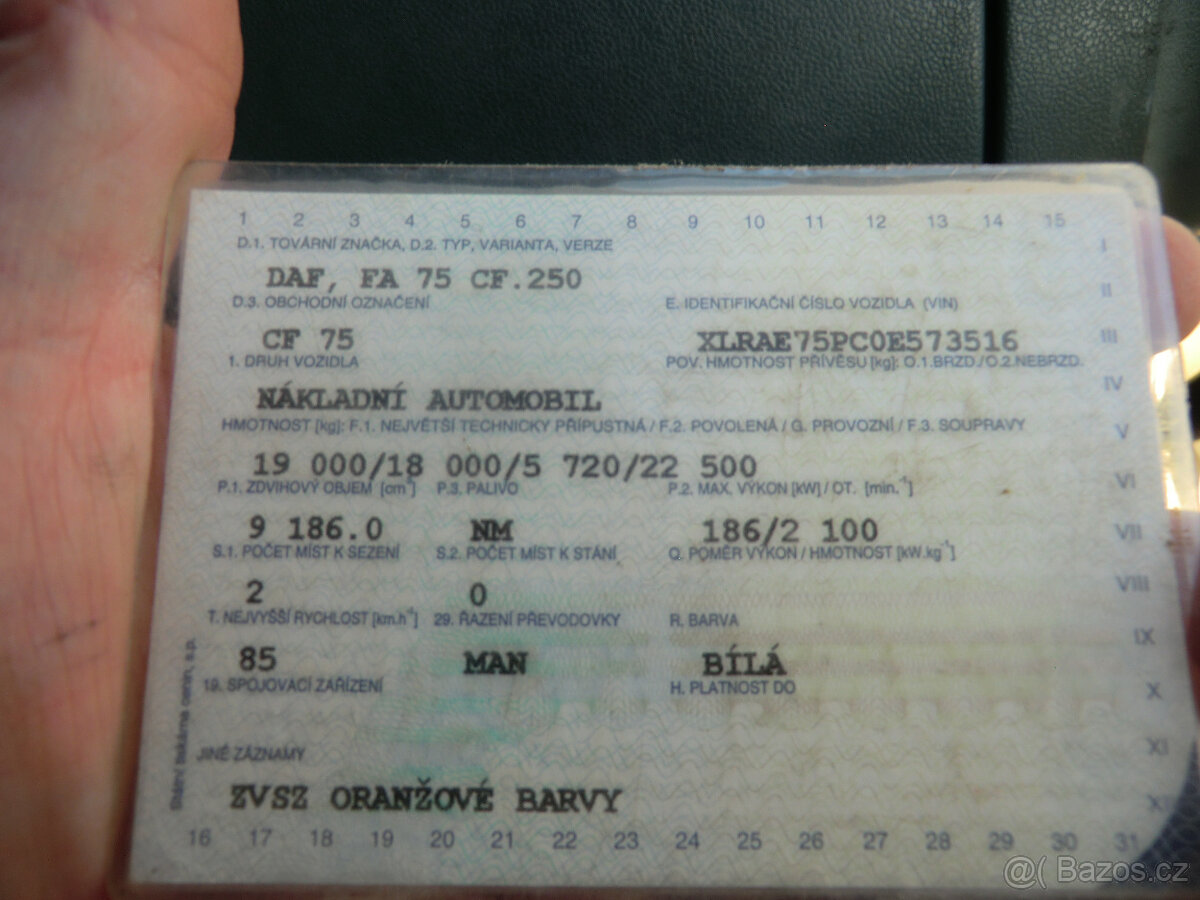 1 2 3 4 5 6 7 8 9 10 11 12 13 14 15
D.1. TOVÁRNÍ ZNAČKA, D.2. TYP, VARIANTA, VERZE I
DAF, FA 75 CF.250 II
D.3. OBCHODNÍ OZNAČENÍ E. IDENTIFIKAČNÍ ČÍSLO VOZIDLA (VIN)
CF 75 XLRAE75PC0E573516 III
1. DRUH VOZIDLA POV. HMOTNOST PŘÍVĚSU [kg]: O.1.BRZD./O.2.NEBRZD.
NÁKLADNÍ AUTOMOBIL IV
HMOTNOST [kg]: F.1. NEJVĚTŠÍ TECHNICKY PŘÍPUSTNÁ / F.2. POVOLENÁ / G. PROVOZNÍ / F.3. SOUPRAVY V
19 000/18 000/5 720/22 500 VI
P.1. ZDVIHOVÝ OBJEM [cm³] P.3. PALIVO P.2. MAX. VÝKON [kW] / OT. [min.⁻¹]
9 186.0 NM 186/2 100 VII
S.1. POČET MÍST K SEZENÍ S.2. POČET MÍST K STÁNÍ Q. POMĚR VÝKON / HMOTNOST [kW.kg⁻¹]
2 0 VIII
T. NEJVYŠŠÍ RYCHLOST [km.h⁻¹] 29. ŘAZENÍ PŘEVODOVKY R. BARVA IX
85 MAN BÍLÁ
19. SPOJOVACÍ ZAŘÍZENÍ H. PLATNOST DO X
JINÉ ZÁZNAMY XI
ZVSZ ORANŽOVÉ BARVY
16 17 18 19 20 21 22 23 24 25 26 27 28 29 30 31
Státní tiskárna cenin, s.p.
@( Bazos.cz